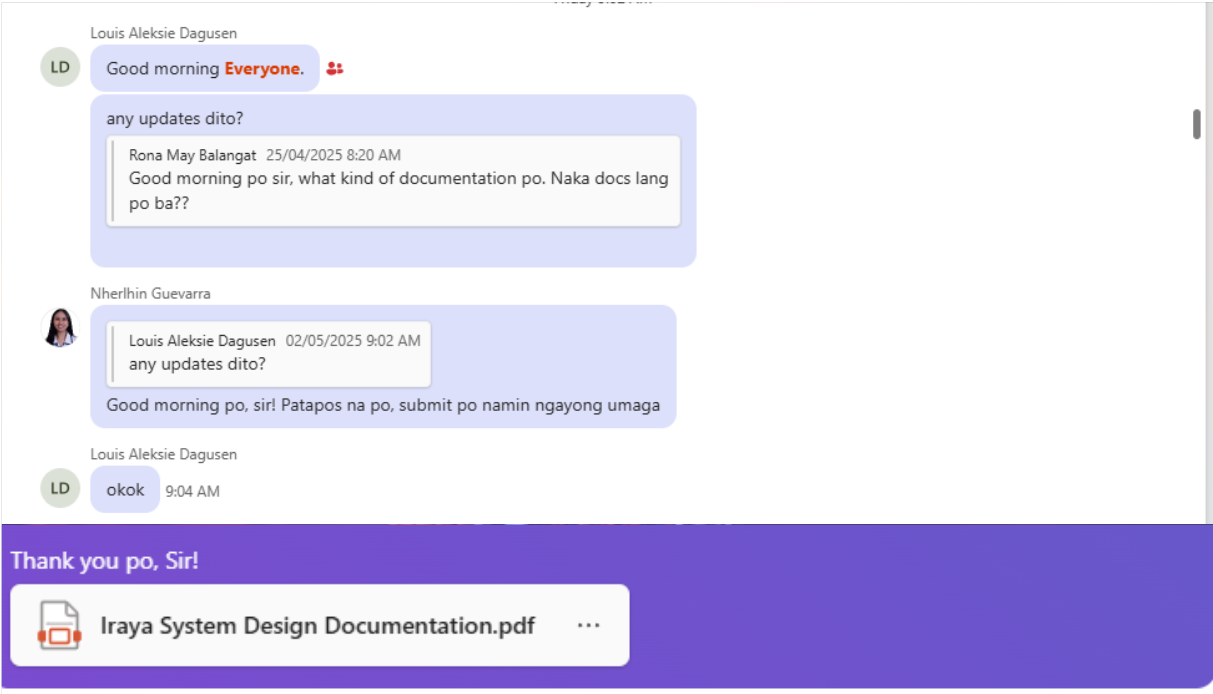 Louis Aleksie Dagusen
LD
Good morning Everyone.
any updates dito?
Rona May Balangat 25/04/2025 8:20 AM
Good morning po sir, what kind of documentation po. Naka docs lang
po ba??
Nherlhin Guevarra
Louis Aleksie Dagusen 02/05/2025 9:02 AM
any updates dito?
Good morning po, sir! Patapos na po, submit po namin ngayong umaga
Louis Aleksie Dagusen
LD
okok 9:04 AM
Thank you po, Sir!
Iraya System Design Documentation.pdf ...